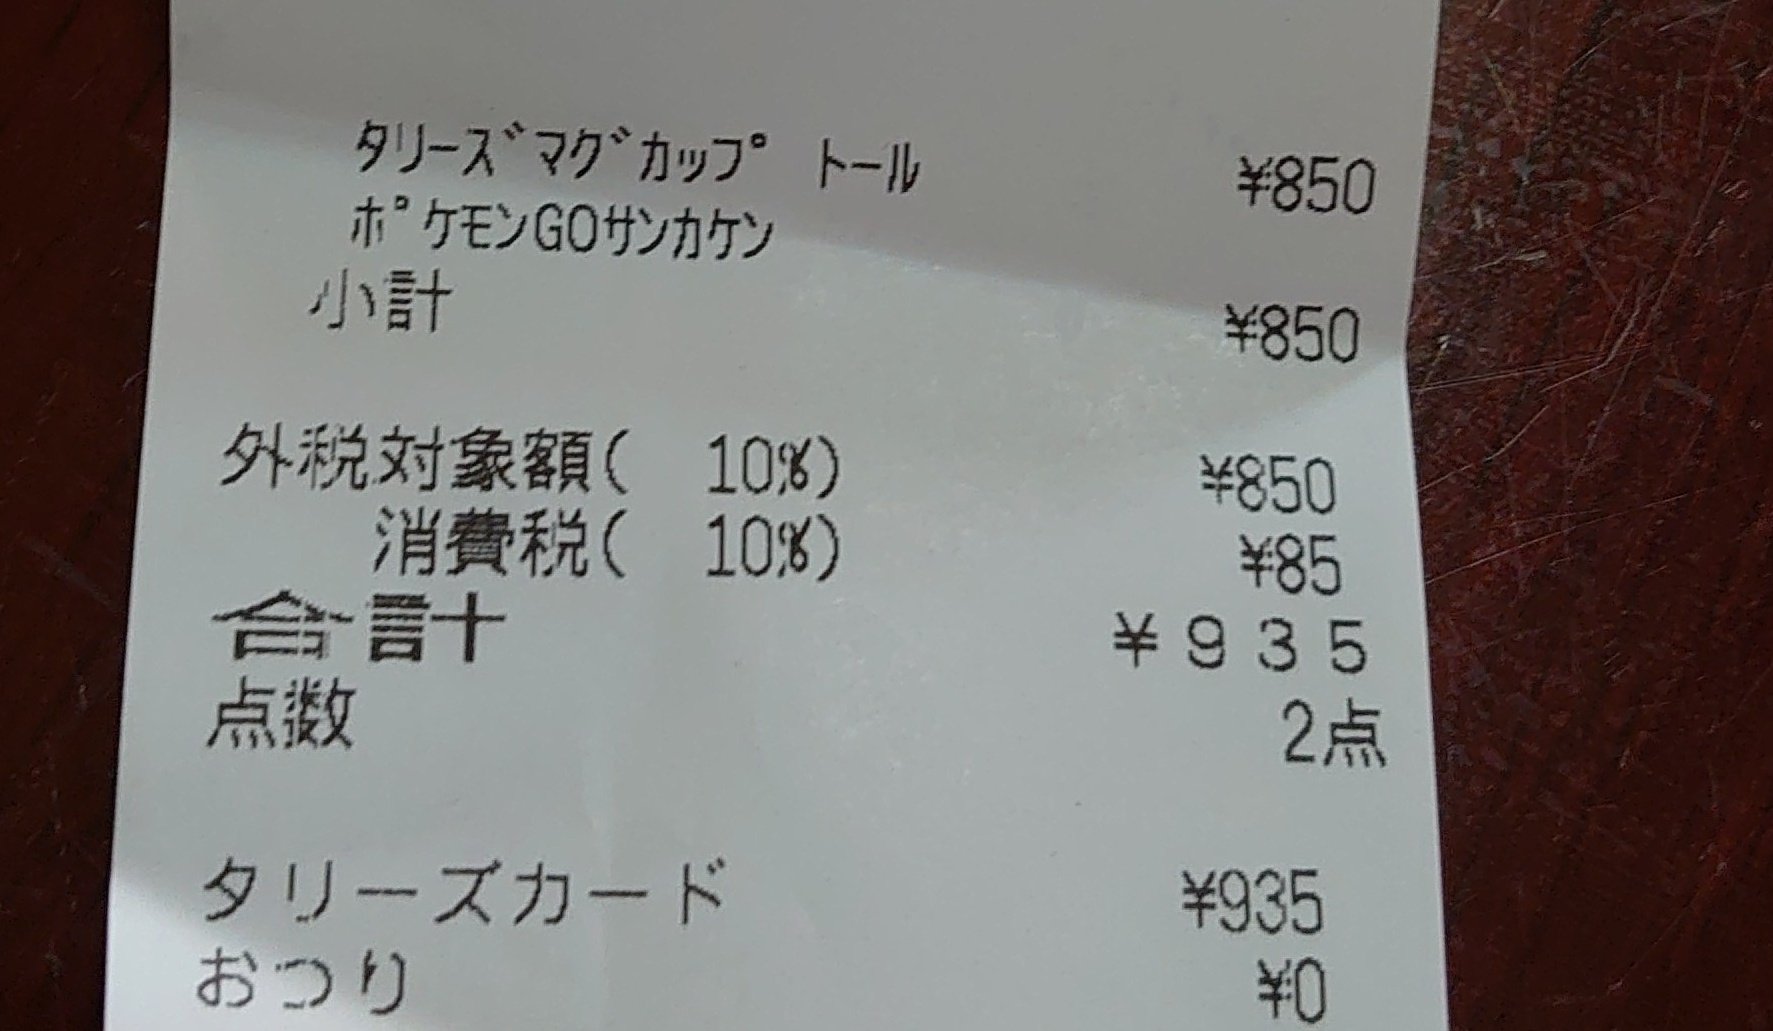 ﾀﾘｰｽﾞﾏｸﾞｶｯﾌﾟ ﾄｰﾙ ¥850
ﾎﾟｹﾓﾝGOｻﾝｶｹﾝ
小計 ¥850
外税対象額( 10%) ¥850
消費税( 10%) ¥85
合計 ¥935
点数 2点
タリーズカード ¥935
おつり ¥0